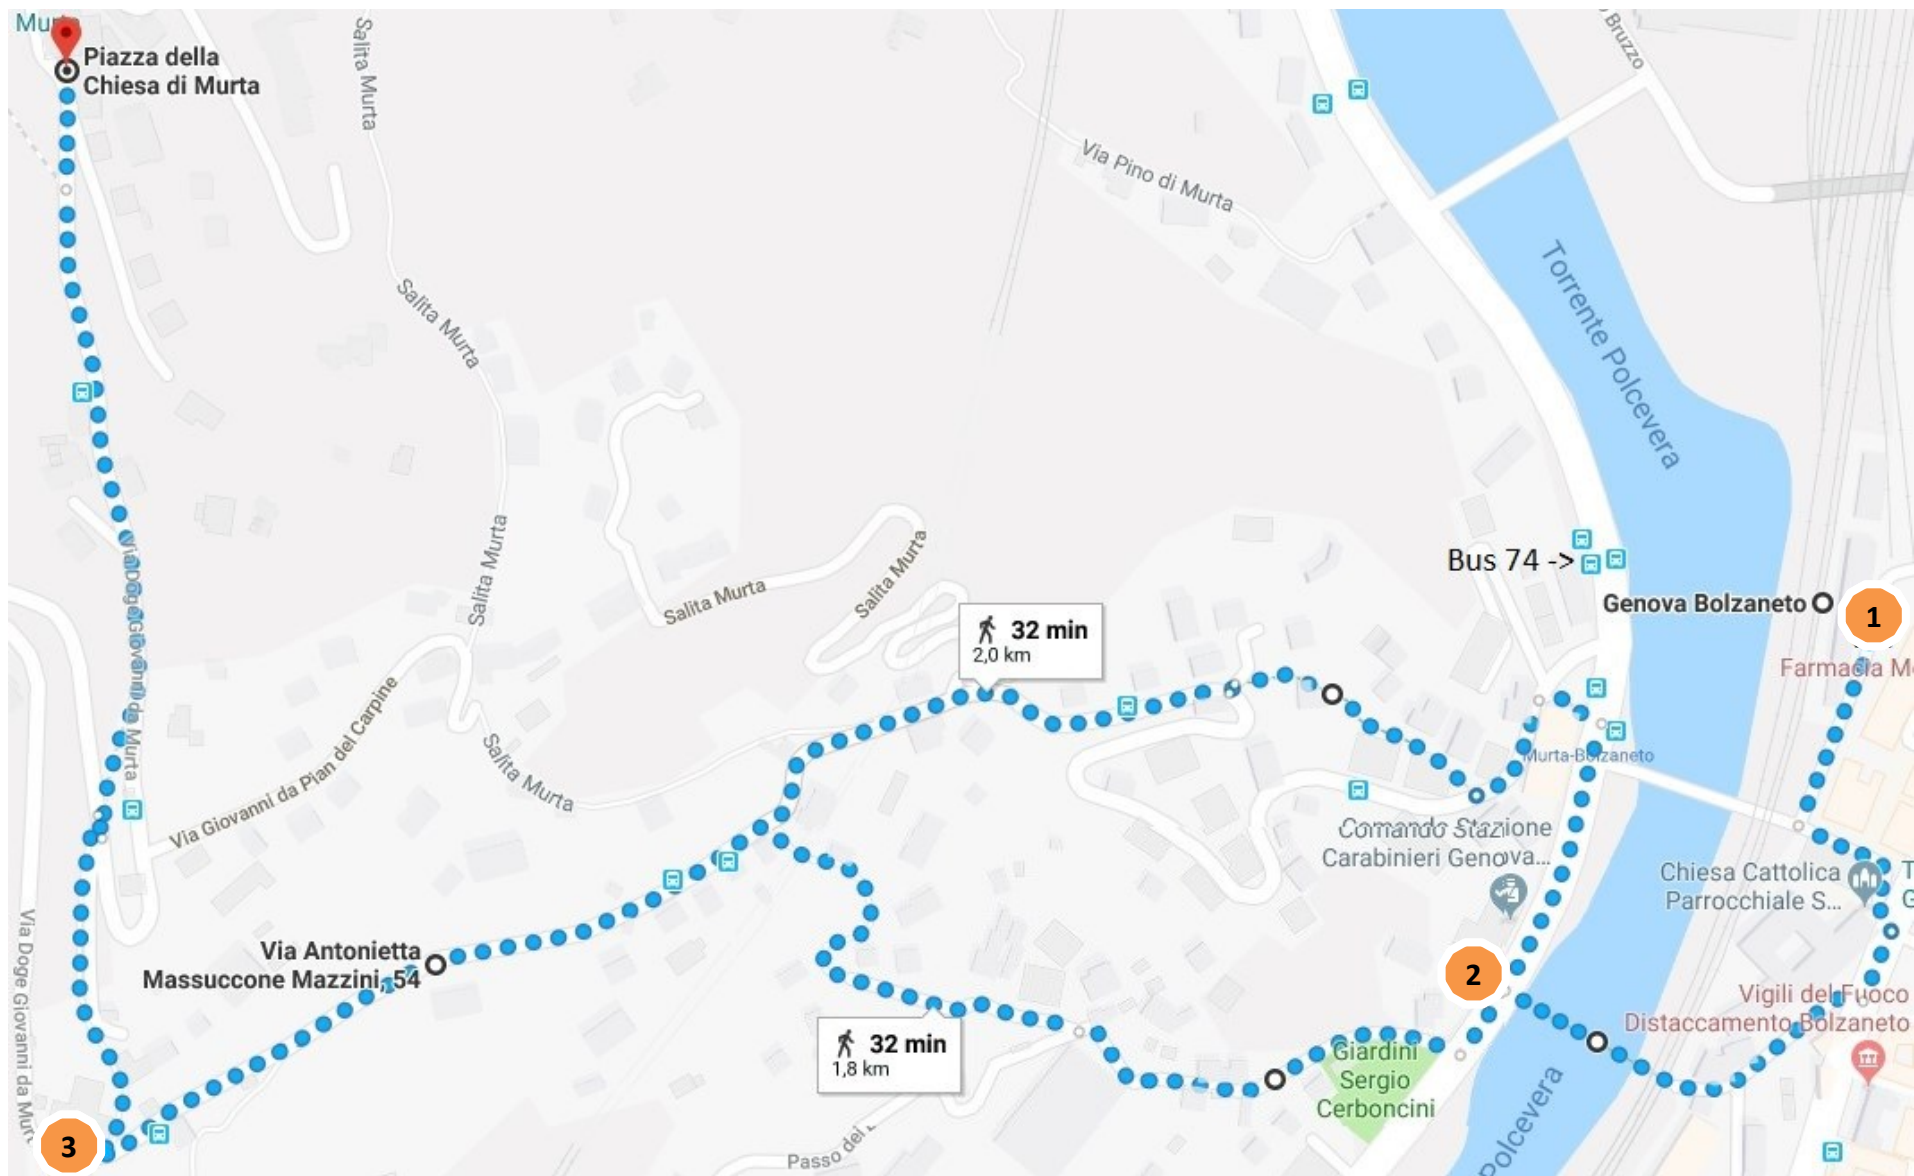 Murta
Piazza della
Chiesa di Murta
Salita Murta
Bruzzo
Via Pino di Murta
Torrente Polcevera
Salita Murta
Salita Murta
Salita Murta
Salita Murta
Bus 74 ->
Genova Bolzaneto
1
32 min
2,0 km
Farmacia M
Via Doge Giovanni da Murta
Via Giovanni da Pian del Carpine
Salita Murta
Murta-Bolzaneto
Comando Stazione
Carabinieri Genova...
Chiesa Cattolica
Parrocchiale S...
T
G
Via Antonietta
Massuccone Mazzini, 54
2
Vigili del Fuoco
Distaccamento Bolzaneto
32 min
1,8 km
Giardini
Sergio
Cerboncini
Via Doge Giovanni da Mur
3
Passo dei
Polcevera